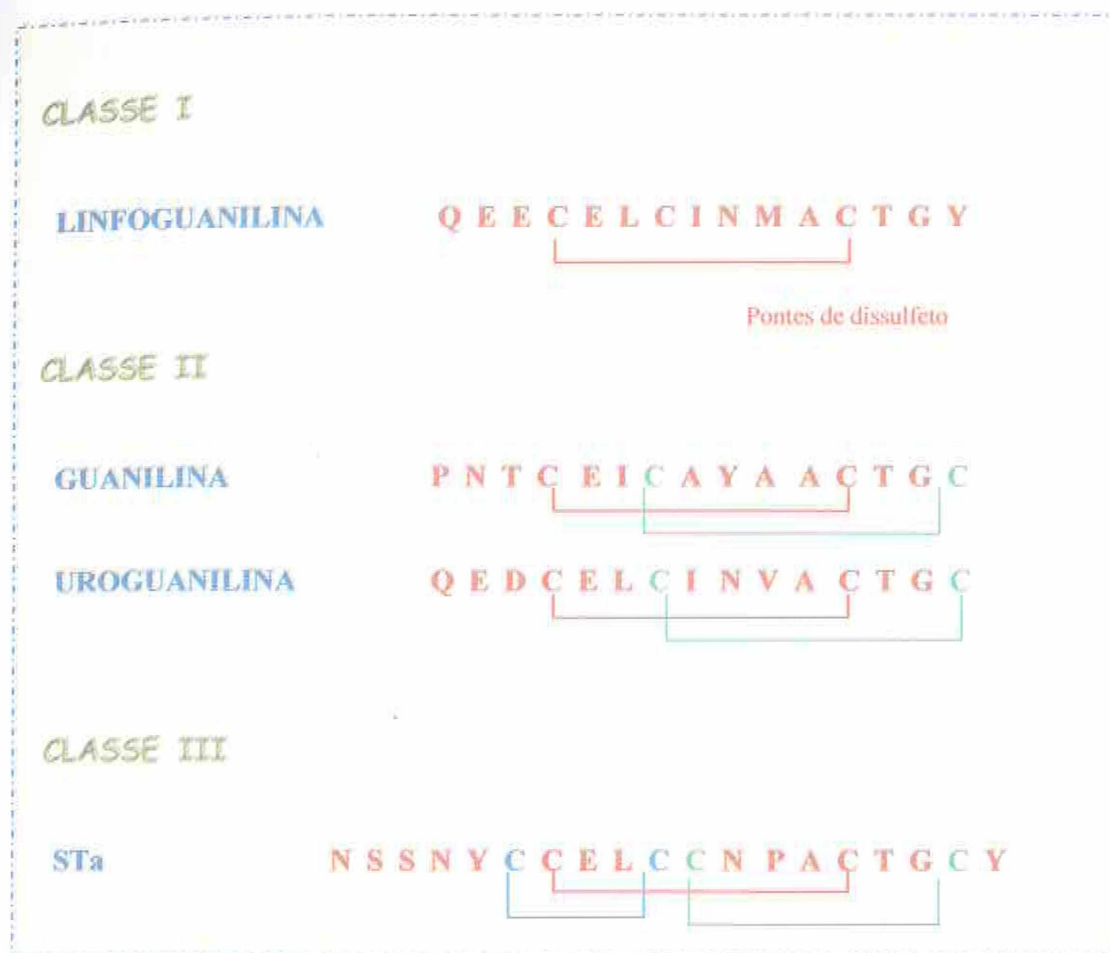 CLASSE I
LINFOGUANILINA Q E E C E L C I N M A C T G Y
Pontes de dissulfeto
CLASSE II
GUANILINA P N T C E I C A Y A A C T G C
UROGUANILINA Q E D C E L C I N V A C T G C
CLASSE III
STa N S S N Y C C E L C C N P A C T G C Y